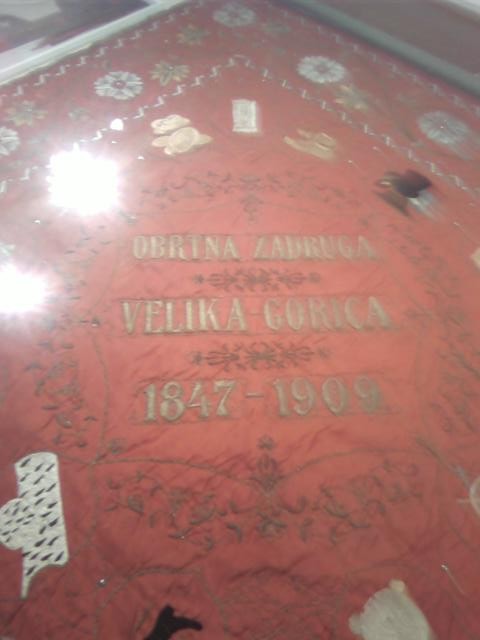 OBRTNA ZADRUGA
VELIKA-GORICA
1847-1909